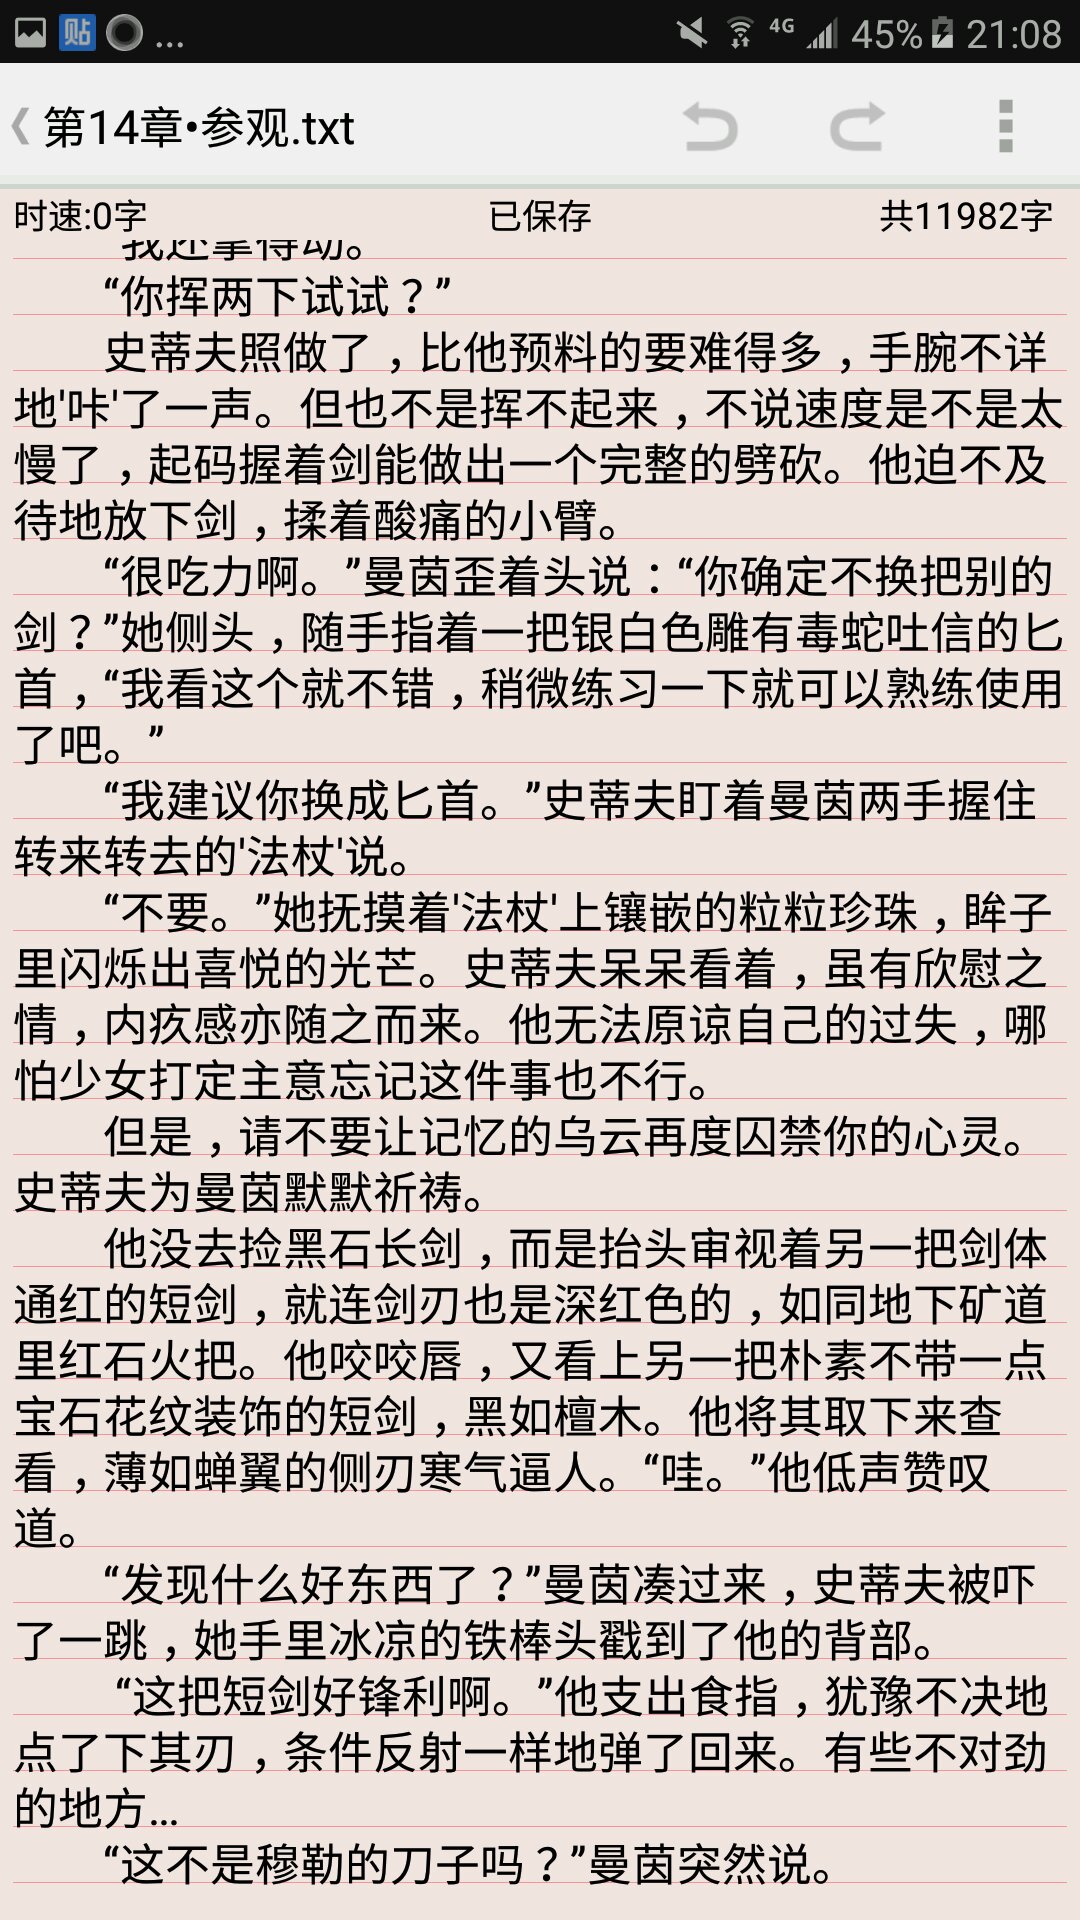 贴 ... 4G 45% 21:08
第14章•参观.txt
时速:0字 已保存 共11982字
“我还拿得动。
“你挥两下试试？”
史蒂夫照做了，比他预料的要难得多，手腕不详
地'咔'了一声。但也不是挥不起来，不说速度是不是太
慢了，起码握着剑能做出一个完整的劈砍。他迫不及
待地放下剑，揉着酸痛的小臂。
“很吃力啊。”曼茵歪着头说：“你确定不换把别的
剑？”她侧头，随手指着一把银白色雕有毒蛇吐信的匕
首，“我看这个就不错，稍微练习一下就可以熟练使用
了吧。”
“我建议你换成匕首。”史蒂夫盯着曼茵两手握住
转来转去的'法杖'说。
“不要。”她抚摸着'法杖'上镶嵌的粒粒珍珠，眸子
里闪烁出喜悦的光芒。史蒂夫呆呆看着，虽有欣慰之
情，内疚感亦随之而来。他无法原谅自己的过失，哪
怕少女打定主意忘记这件事也不行。
但是，请不要让记忆的乌云再度囚禁你的心灵。
史蒂夫为曼茵默默祈祷。
他没去捡黑石长剑，而是抬头审视着另一把剑体
通红的短剑，就连剑刃也是深红色的，如同地下矿道
里红石火把。他咬咬唇，又看上另一把朴素不带一点
宝石花纹装饰的短剑，黑如檀木。他将其取下来查
看，薄如蝉翼的侧刃寒气逼人。“哇。”他低声赞叹
道。
“发现什么好东西了？”曼茵凑过来，史蒂夫被吓
了一跳，她手里冰凉的铁棒头戳到了他的背部。
“这把短剑好锋利啊。”他支出食指，犹豫不决地
点了下其刃，条件反射一样地弹了回来。有些不对劲
的地方…
“这不是穆勒的刀子吗？”曼茵突然说。